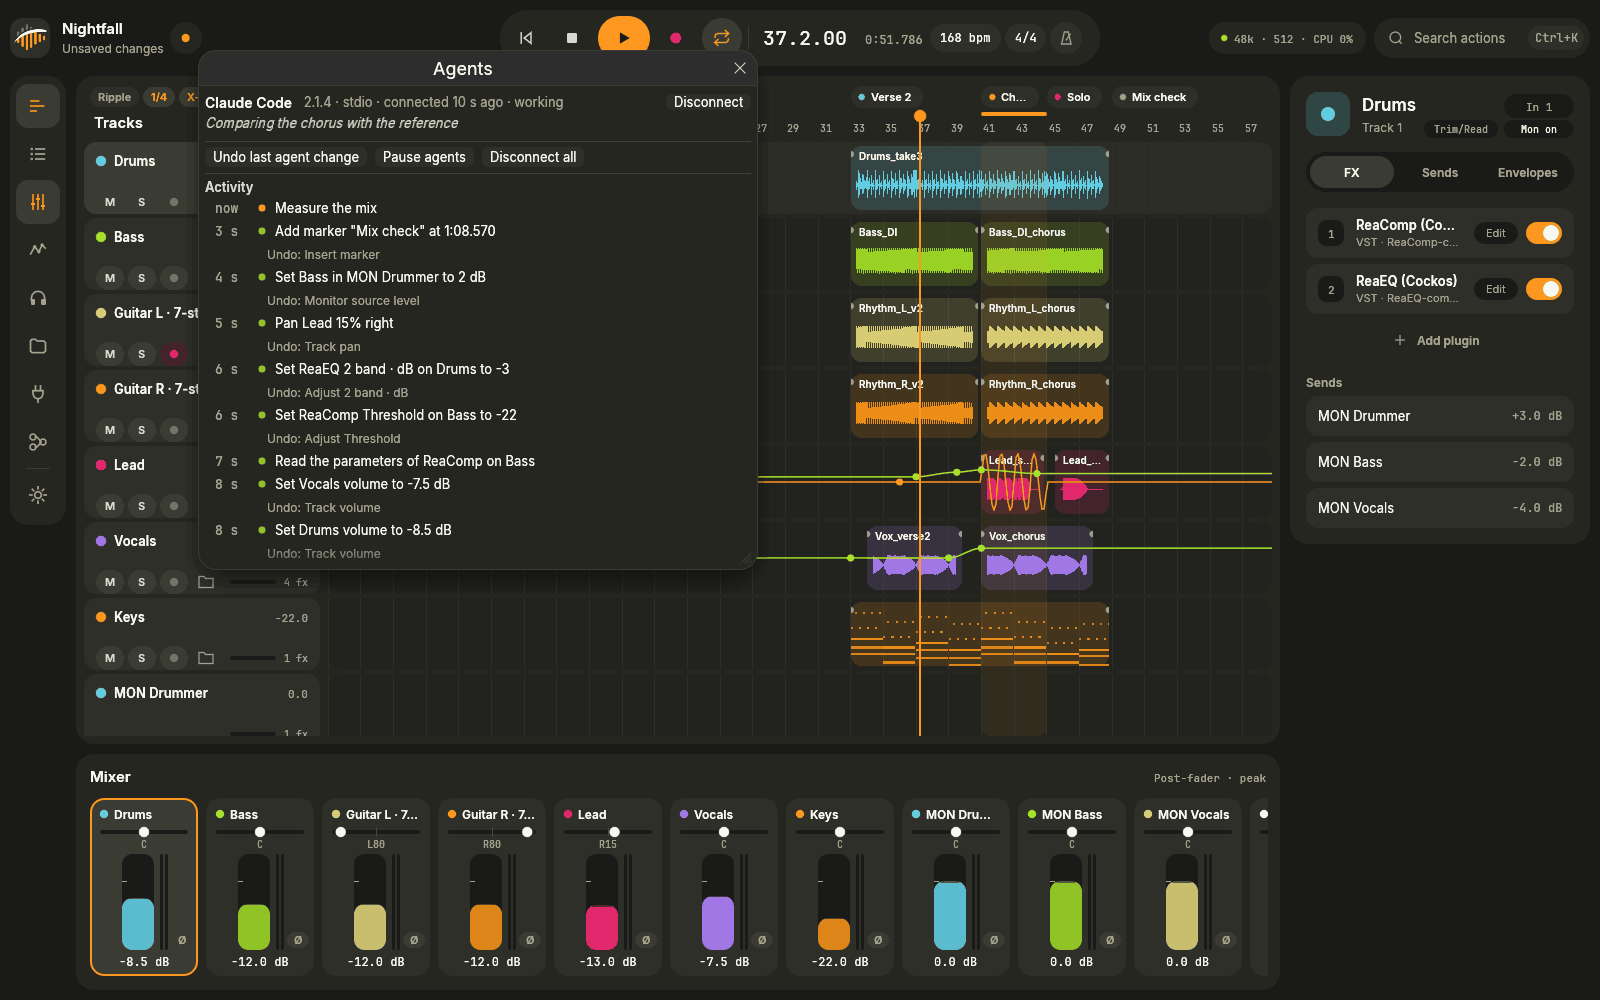 Nightfall
Unsaved changes
37.2.00
0:51.786
168 bpm
4/4
48k · 512 · CPU 0%
Search actions
Ctrl+K
Agents
Claude Code 2.1.4 · stdio · connected 10 s ago · working
Disconnect
Comparing the chorus with the reference
Undo last agent change
Pause agents
Disconnect all
Activity
now Measure the mix
3 s Add marker "Mix check" at 1:08.570
Undo: Insert marker
4 s Set Bass in MON Drummer to 2 dB
Undo: Monitor source level
5 s Pan Lead 15% right
Undo: Track pan
6 s Set ReaEQ 2 band · dB on Drums to -3
Undo: Adjust 2 band · dB
6 s Set ReaComp Threshold on Bass to -22
Undo: Adjust Threshold
7 s Read the parameters of ReaComp on Bass
8 s Set Vocals volume to -7.5 dB
Undo: Track volume
8 s Set Drums volume to -8.5 dB
Undo: Track volume
Ripple
1/4
X-
Tracks
Drums
M S
Bass
M S
Guitar L · 7-st
M S
Guitar R · 7-st
M S
Lead
M S
Vocals
M S 4 fx
Keys -22.0
M S 1 fx
MON Drummer 0.0
1 fx
Verse 2
Ch...
Solo
Mix check
27 29 31 33 35 37 39 41 43 45 47 49 51 53 55 57
Drums_take3
Bass_DI
Bass_DI_chorus
Rhythm_L_v2
Rhythm_L_chorus
Rhythm_R_v2
Rhythm_R_chorus
Lead_s...
Lead_...
Vox_verse2
Vox_chorus
Drums
Track 1
In 1
Trim/Read
Mon on
FX
Sends
Envelopes
1 ReaComp (Co...
VST · ReaComp-c...
Edit
2 ReaEQ (Cockos)
VST · ReaEQ-com...
Edit
+ Add plugin
Sends
MON Drummer +3.0 dB
MON Bass -2.0 dB
MON Vocals -4.0 dB
Mixer
Post-fader · peak
Drums
C
Ø
-8.5 dB
Bass
C
Ø
-12.0 dB
Guitar L · 7...
L80
Ø
-12.0 dB
Guitar R · 7...
R80
Ø
-12.0 dB
Lead
R15
Ø
-13.0 dB
Vocals
C
Ø
-7.5 dB
Keys
C
Ø
-22.0 dB
MON Dru...
C
Ø
0.0 dB
MON Bass
C
Ø
0.0 dB
MON Vocals
C
Ø
0.0 dB